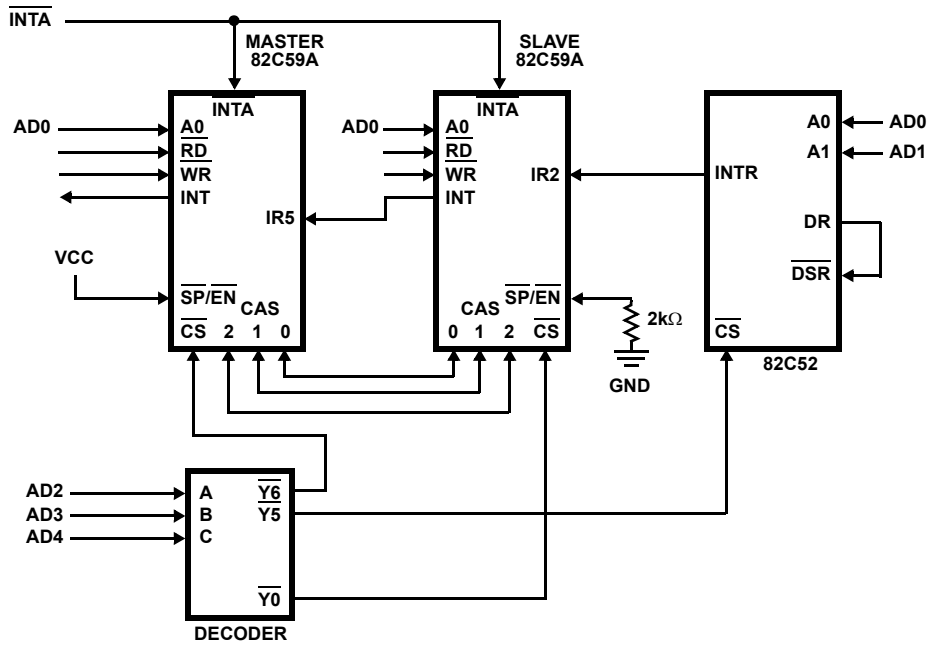 INTA
MASTER
82C59A
SLAVE
82C59A
INTA
AD0
A0
RD
WR
INT
IR5
VCC
SP/EN
CAS
CS 2 1 0
INTA
AD0
A0
RD
WR
INT
IR2
SP/EN
CAS
0 1 2 CS
2kΩ
GND
A0
AD0
A1
AD1
INTR
DR
DSR
CS
82C52
AD2
A
Y6
AD3
B
Y5
AD4
C
Y0
DECODER